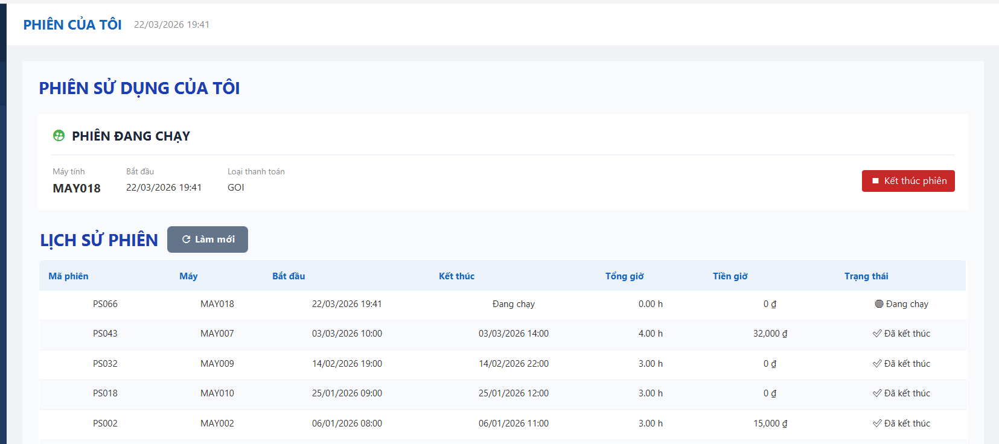 PHIÊN CỦA TÔI 22/03/2026 19:41
PHIÊN SỬ DỤNG CỦA TÔI
PHIÊN ĐANG CHẠY
Máy tính Bắt đầu Loại thanh toán
MAY018 22/03/2026 19:41 GOI
Kết thúc phiên
LỊCH SỬ PHIÊN Làm mới
Mã phiên Máy Bắt đầu Kết thúc Tổng giờ Tiền giờ Trạng thái
PS066 MAY018 22/03/2026 19:41 Đang chạy 0.00 h 0 ₫ Đang chạy
PS043 MAY007 03/03/2026 10:00 03/03/2026 14:00 4.00 h 32,000 ₫ Đã kết thúc
PS032 MAY009 14/02/2026 19:00 14/02/2026 22:00 3.00 h 0 ₫ Đã kết thúc
PS018 MAY010 25/01/2026 09:00 25/01/2026 12:00 3.00 h 0 ₫ Đã kết thúc
PS002 MAY002 06/01/2026 08:00 06/01/2026 11:00 3.00 h 15,000 ₫ Đã kết thúc